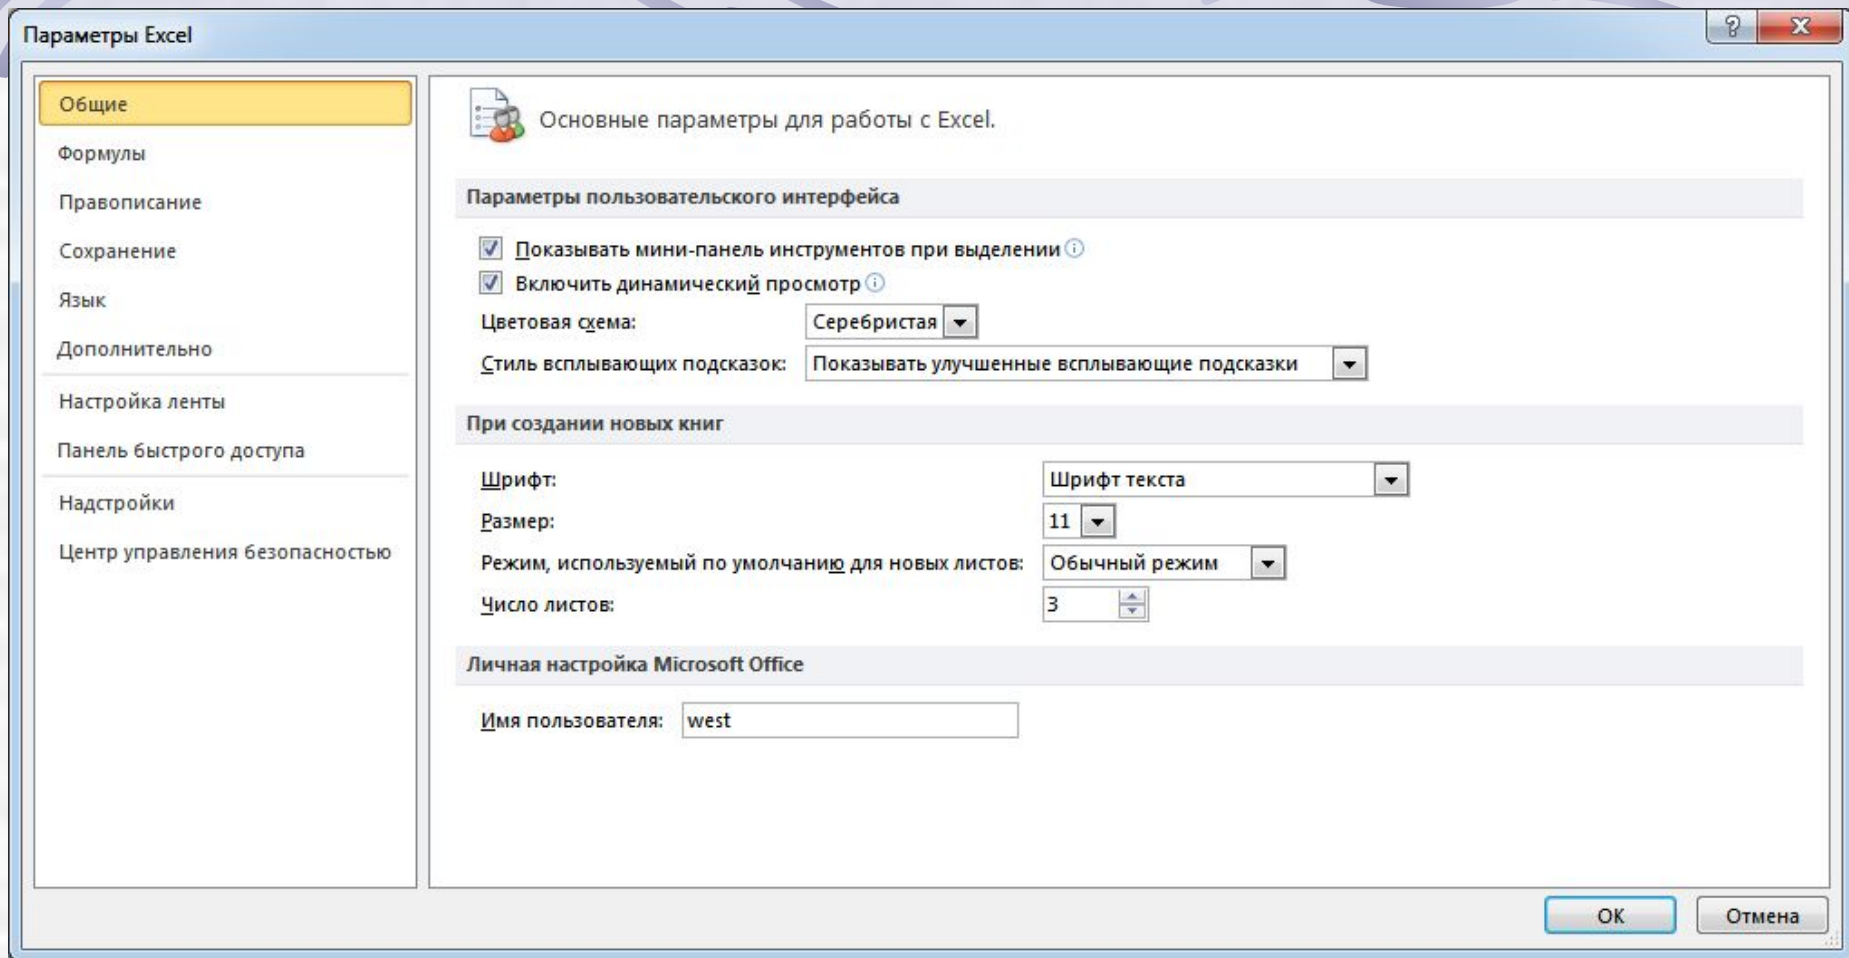 Параметры Excel
Общие
Формулы
Правописание
Сохранение
Язык
Дополнительно
Настройка ленты
Панель быстрого доступа
Надстройки
Центр управления безопасностью
Основные параметры для работы с Excel.
Параметры пользовательского интерфейса
Показывать мини-панель инструментов при выделении
Включить динамический просмотр
Цветовая схема: Серебристая
Стиль всплывающих подсказок: Показывать улучшенные всплывающие подсказки
При создании новых книг
Шрифт: Шрифт текста
Размер: 11
Режим, используемый по умолчанию для новых листов: Обычный режим
Число листов: 3
Личная настройка Microsoft Office
Имя пользователя: west
ОК Отмена